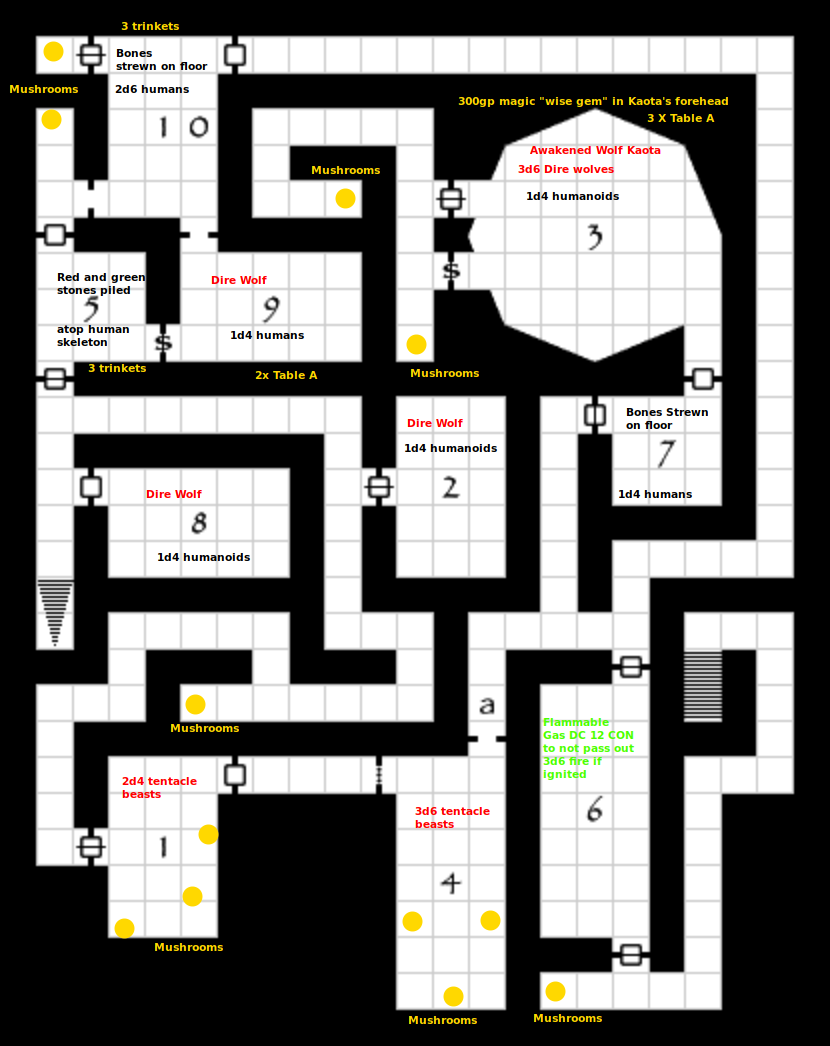 3 trinkets
Bones
strewn on floor
Mushrooms
2d6 humans
300gp magic "wise gem" in Kaota's forehead
3 X Table A
10
Awakened Wolf Kaota
3d6 Dire wolves
Mushrooms
1d4 humanoids
3
$
Red and green
stones piled
5
atop human
skeleton
Dire Wolf
9
1d4 humans
$
3 trinkets
2x Table A
Mushrooms
Dire Wolf
1d4 humanoids
2
Bones Strewn
on floor
7
1d4 humans
Dire Wolf
8
1d4 humanoids
a
Mushrooms
Flammable
Gas DC 12 CON
to not pass out
3d6 fire if
ignited
6
2d4 tentacle
beasts
1
Mushrooms
3d6 tentacle
beasts
4
Mushrooms
Mushrooms